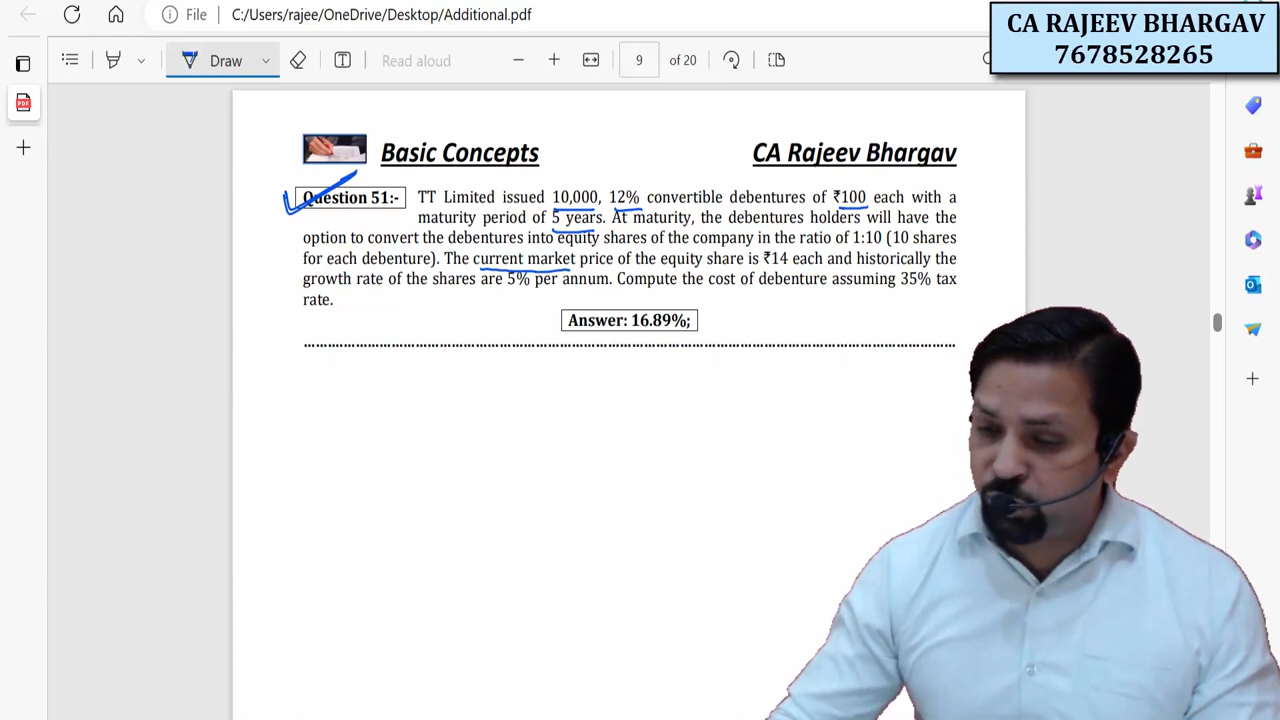 File C:/Users/rajee/OneDrive/Desktop/Additional.pdf
CA RAJEEV BHARGAV
7678528265
Draw Read aloud 9 of 20
Basic Concepts CA Rajeev Bhargav
Question 51:- TT Limited issued 10,000, 12% convertible debentures of ₹100 each with a
maturity period of 5 years. At maturity, the debentures holders will have the
option to convert the debentures into equity shares of the company in the ratio of 1:10 (10 shares
for each debenture). The current market price of the equity share is ₹14 each and historically the
growth rate of the shares are 5% per annum. Compute the cost of debenture assuming 35% tax
rate.
Answer: 16.89%;